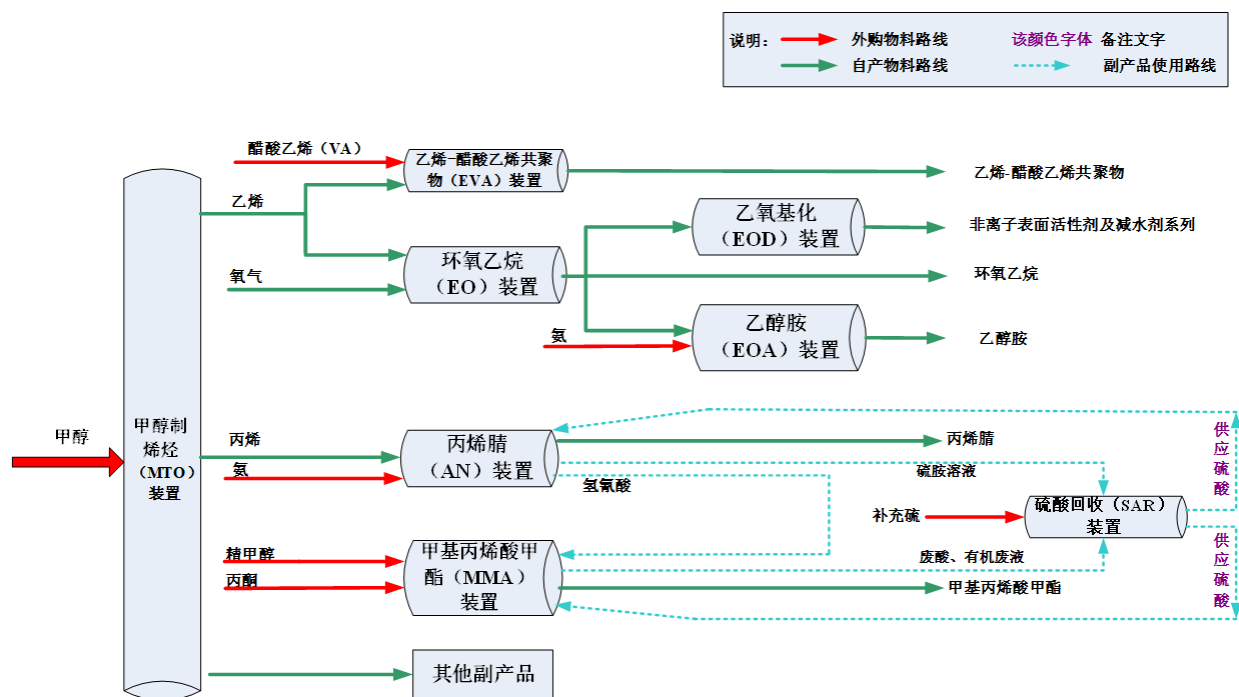 说明：
外购物料路线
该颜色字体 备注文字
自产物料路线
副产品使用路线
醋酸乙烯（VA）
乙烯-醋酸乙烯共聚
物（EVA）装置
乙烯-醋酸乙烯共聚物
乙烯
乙氧基化
（EOD）装置
非离子表面活性剂及减水剂系列
氧气
环氧乙烷
（EO）装置
环氧乙烷
氨
乙醇胺
（EOA）装置
乙醇胺
甲醇
甲醇制
烯烃
（MTO）
装置
丙烯
氨
丙烯腈
（AN）装置
丙烯腈
硫胺溶液
氢氰酸
供应硫酸
补充硫
硫酸回收（SAR）
装置
精甲醇
丙酮
甲基丙烯酸甲
酯（MMA）
装置
废酸、有机废液
甲基丙烯酸甲酯
供应硫酸
其他副产品